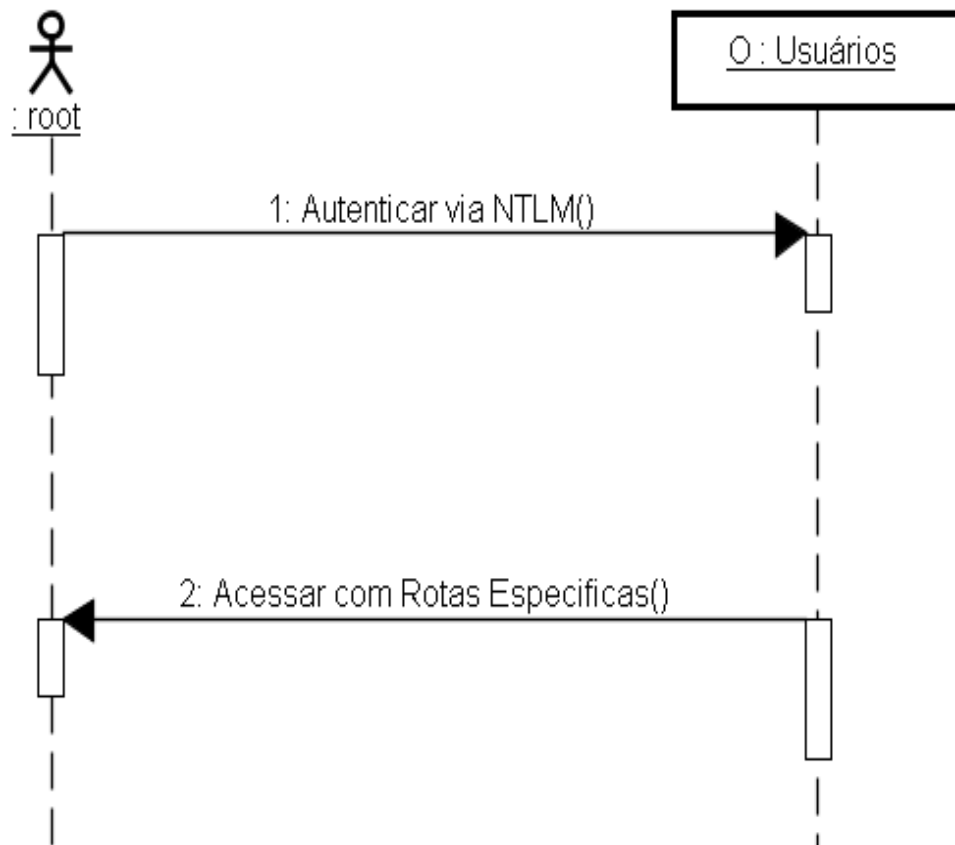 O : Usuários
: root
1: Autenticar via NTLM()
2: Acessar com Rotas Especificas()